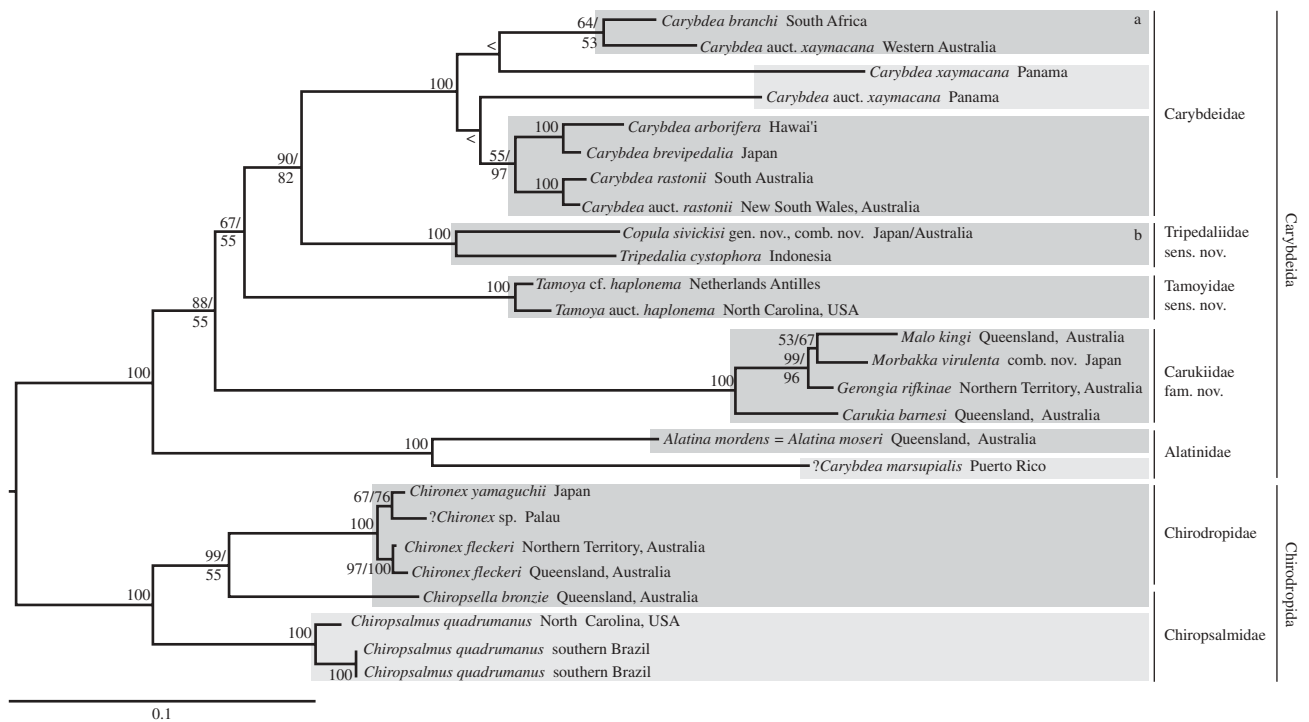 64/
53
Carybdea branchi South Africa
a
Carybdea auct. xaymacana Western Australia
<
Carybdea xaymacana Panama
100
Carybdea auct. xaymacana Panama
Carybdeidae
<
100
Carybdea arborifera Hawai'i
55/
97
Carybdea brevipedalia Japan
90/
82
100
Carybdea rastonii South Australia
Carybdea auct. rastonii New South Wales, Australia
67/
55
100
Copula sivickisi gen. nov., comb. nov. Japan/Australia
b
Tripedaliidae
sens. nov.
Tripedalia cystophora Indonesia
Carybdeida
100
Tamoya cf. haplonema Netherlands Antilles
Tamoyidae
sens. nov.
Tamoya auct. haplonema North Carolina, USA
88/
55
53/67
Malo kingi Queensland, Australia
99/
96
Morbakka virulenta comb. nov. Japan
100
100
Gerongia rifkinae Northern Territory, Australia
Carukiidae
fam. nov.
Carukia barnesi Queensland, Australia
100
Alatina mordens = Alatina moseri Queensland, Australia
Alatinidae
?Carybdea marsupialis Puerto Rico
67/76
Chironex yamaguchii Japan
100
?Chironex sp. Palau
Chirodropidae
Chironex fleckeri Northern Territory, Australia
99/
55
97/100
Chironex fleckeri Queensland, Australia
Chirodropida
100
Chiropsella bronzie Queensland, Australia
100
Chiropsalmus quadrumanus North Carolina, USA
Chiropsalmidae
Chiropsalmus quadrumanus southern Brazil
100
Chiropsalmus quadrumanus southern Brazil
0.1